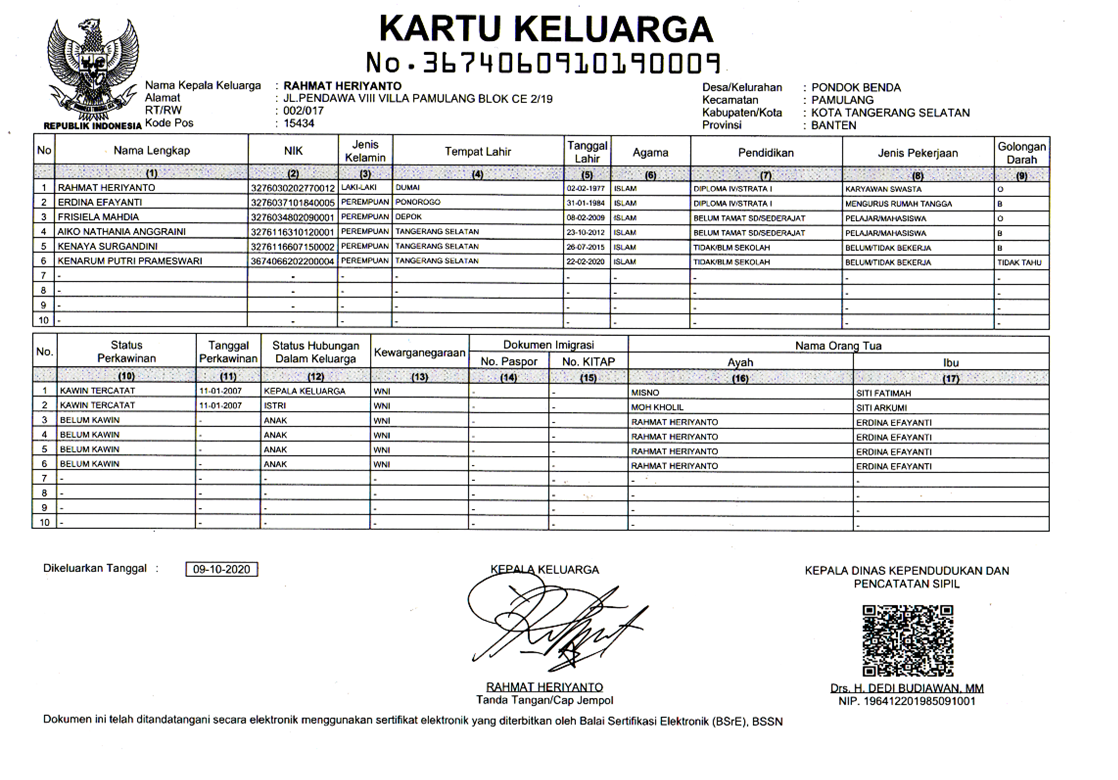 KARTU KELUARGA
No.3674060910190009
REPUBLIK INDONESIA
Nama Kepala Keluarga : RAHMAT HERIYANTO
Alamat : JL.PENDAWA VIII VILLA PAMULANG BLOK CE 2/19
RT/RW : 002/017
Kode Pos : 15434
Desa/Kelurahan : PONDOK BENDA
Kecamatan : PAMULANG
Kabupaten/Kota : KOTA TANGERANG SELATAN
Provinsi : BANTEN
No Nama Lengkap NIK Jenis Kelamin Tempat Lahir Tanggal Lahir Agama Pendidikan Jenis Pekerjaan Golongan Darah
(1) (2) (3) (4) (5) (6) (7) (8) (9)
1 RAHMAT HERIYANTO 3276030202770012 LAKI-LAKI DUMAI 02-02-1977 ISLAM DIPLOMA IV/STRATA I KARYAWAN SWASTA O
2 ERDINA EFAYANTI 3276037101840005 PEREMPUAN PONOROGO 31-01-1984 ISLAM DIPLOMA IV/STRATA I MENGURUS RUMAH TANGGA B
3 FRISIELA MAHDIA 3276034802090001 PEREMPUAN DEPOK 08-02-2009 ISLAM BELUM TAMAT SD/SEDERAJAT PELAJAR/MAHASISWA O
4 AIKO NATHANIA ANGGRAINI 3276116310120001 PEREMPUAN TANGERANG SELATAN 23-10-2012 ISLAM BELUM TAMAT SD/SEDERAJAT PELAJAR/MAHASISWA B
5 KENAYA SURGANDINI 3276116607150002 PEREMPUAN TANGERANG SELATAN 26-07-2015 ISLAM TIDAK/BLM SEKOLAH BELUM/TIDAK BEKERJA B
6 KENARUM PUTRI PRAMESWARI 3674066202200004 PEREMPUAN TANGERANG SELATAN 22-02-2020 ISLAM TIDAK/BLM SEKOLAH BELUM/TIDAK BEKERJA TIDAK TAHU
7 - - - - - - - - -
8 - - - - - - - - -
9 - - - - - - - - -
10 - - - - - - - - -
No. Status Perkawinan Tanggal Perkawinan Status Hubungan Dalam Keluarga Kewarganegaraan Dokumen Imigrasi Nama Orang Tua
No. Paspor No. KITAP Ayah Ibu
(10) (11) (12) (13) (14) (15) (16) (17)
1 KAWIN TERCATAT 11-01-2007 KEPALA KELUARGA WNI - - MISNO SITI FATIMAH
2 KAWIN TERCATAT 11-01-2007 ISTRI WNI - - MOH KHOLIL SITI ARKUMI
3 BELUM KAWIN - ANAK WNI - - RAHMAT HERIYANTO ERDINA EFAYANTI
4 BELUM KAWIN - ANAK WNI - - RAHMAT HERIYANTO ERDINA EFAYANTI
5 BELUM KAWIN - ANAK WNI - - RAHMAT HERIYANTO ERDINA EFAYANTI
6 BELUM KAWIN - ANAK WNI - - RAHMAT HERIYANTO ERDINA EFAYANTI
7 - - - - - - - -
8 - - - - - - - -
9 - - - - - - - -
10 - - - - - - - -
Dikeluarkan Tanggal : 09-10-2020
KEPALA KELUARGA
RAHMAT HERIYANTO
Tanda Tangan/Cap Jempol
KEPALA DINAS KEPENDUDUKAN DAN
PENCATATAN SIPIL
Drs. H. DEDI BUDIAWAN, MM
NIP. 196412201985091001
Dokumen ini telah ditandatangani secara elektronik menggunakan sertifikat elektronik yang diterbitkan oleh Balai Sertifikasi Elektronik (BSrE), BSSN